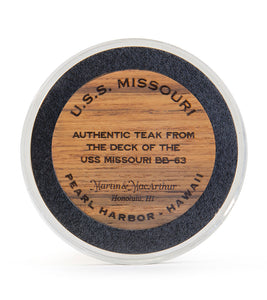 U.S.S. MISSOURI
AUTHENTIC TEAK FROM
THE DECK OF THE
USS MISSOURI BB-63
Martin & MacArthur
Honolulu, HI
PEARL HARBOR - HAWAII